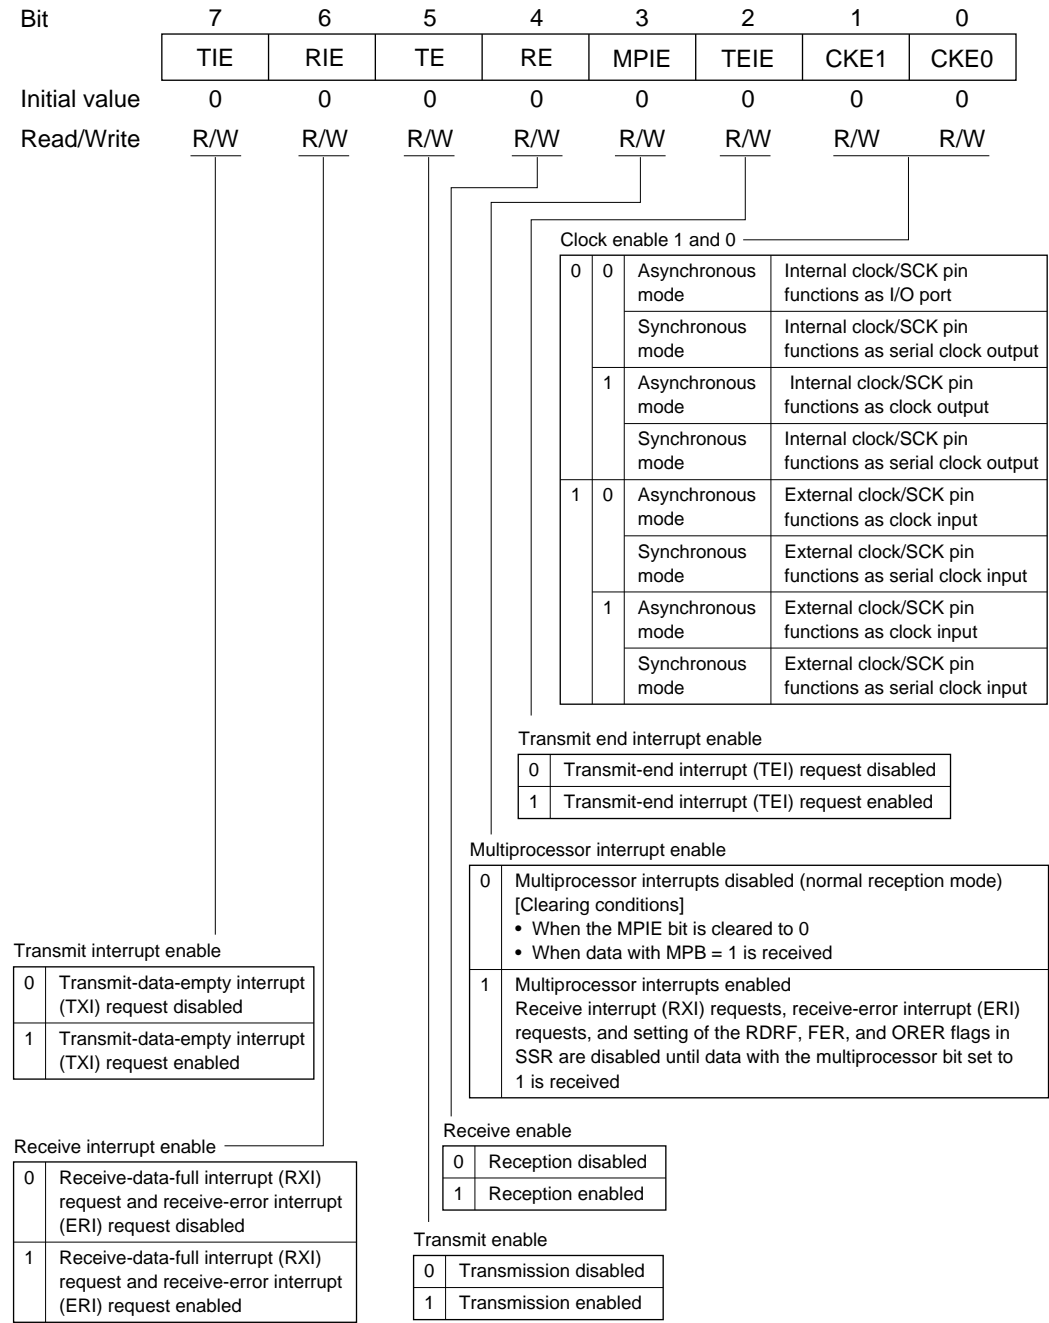 Bit 7 6 5 4 3 2 1 0
TIE RIE TE RE MPIE TEIE CKE1 CKE0
Initial value 0 0 0 0 0 0 0 0
Read/Write R/W R/W R/W R/W R/W R/W R/W R/W
Clock enable 1 and 0
0 0 Asynchronous mode Internal clock/SCK pin functions as I/O port
Synchronous mode Internal clock/SCK pin functions as serial clock output
1 Asynchronous mode Internal clock/SCK pin functions as clock output
Synchronous mode Internal clock/SCK pin functions as serial clock output
1 0 Asynchronous mode External clock/SCK pin functions as clock input
Synchronous mode External clock/SCK pin functions as serial clock input
1 Asynchronous mode External clock/SCK pin functions as clock input
Synchronous mode External clock/SCK pin functions as serial clock input
Transmit end interrupt enable
0 Transmit-end interrupt (TEI) request disabled
1 Transmit-end interrupt (TEI) request enabled
Multiprocessor interrupt enable
0 Multiprocessor interrupts disabled (normal reception mode)
[Clearing conditions]
• When the MPIE bit is cleared to 0
• When data with MPB = 1 is received
1 Multiprocessor interrupts enabled
Receive interrupt (RXI) requests, receive-error interrupt (ERI)
requests, and setting of the RDRF, FER, and ORER flags in
SSR are disabled until data with the multiprocessor bit set to
1 is received
Transmit interrupt enable
0 Transmit-data-empty interrupt
(TXI) request disabled
1 Transmit-data-empty interrupt
(TXI) request enabled
Receive enable
0 Reception disabled
1 Reception enabled
Receive interrupt enable
0 Receive-data-full interrupt (RXI)
request and receive-error interrupt
(ERI) request disabled
1 Receive-data-full interrupt (RXI)
request and receive-error interrupt
(ERI) request enabled
Transmit enable
0 Transmission disabled
1 Transmission enabled